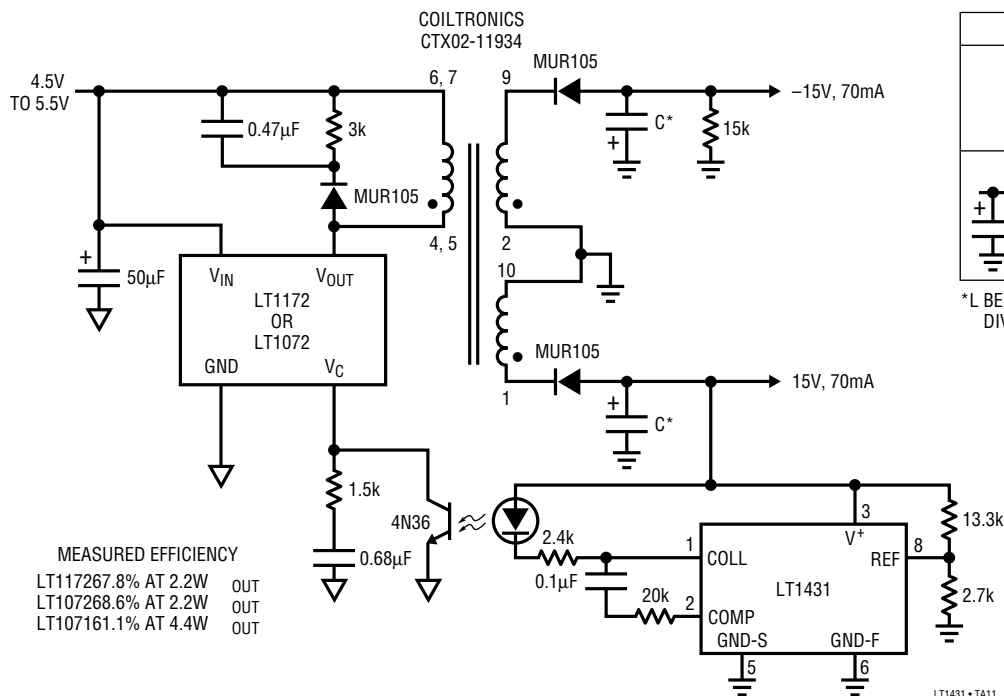 COILTRONICS
CTX02-11934
4.5V
TO 5.5V
6, 7
9
MUR105
–15V, 70mA
0.47µF
3k
C*
+
15k
MUR105
4, 5
2
+
50µF
VIN
VOUT
LT1172
OR
LT1072
GND
VC
10
MUR105
1
15V, 70mA
+
C*
1.5k
0.68µF
4N36
2.4k
0.1µF
20k
1
COLL
2
COMP
3
V+
REF
8
LT1431
GND-S
GND-F
5
6
13.3k
2.7k
MEASURED EFFICIENCY
LT117267.8% AT 2.2W OUT
LT107268.6% AT 2.2W OUT
LT107161.1% AT 4.4W OUT
+
*L BE
DIV
LT1431 • TA11